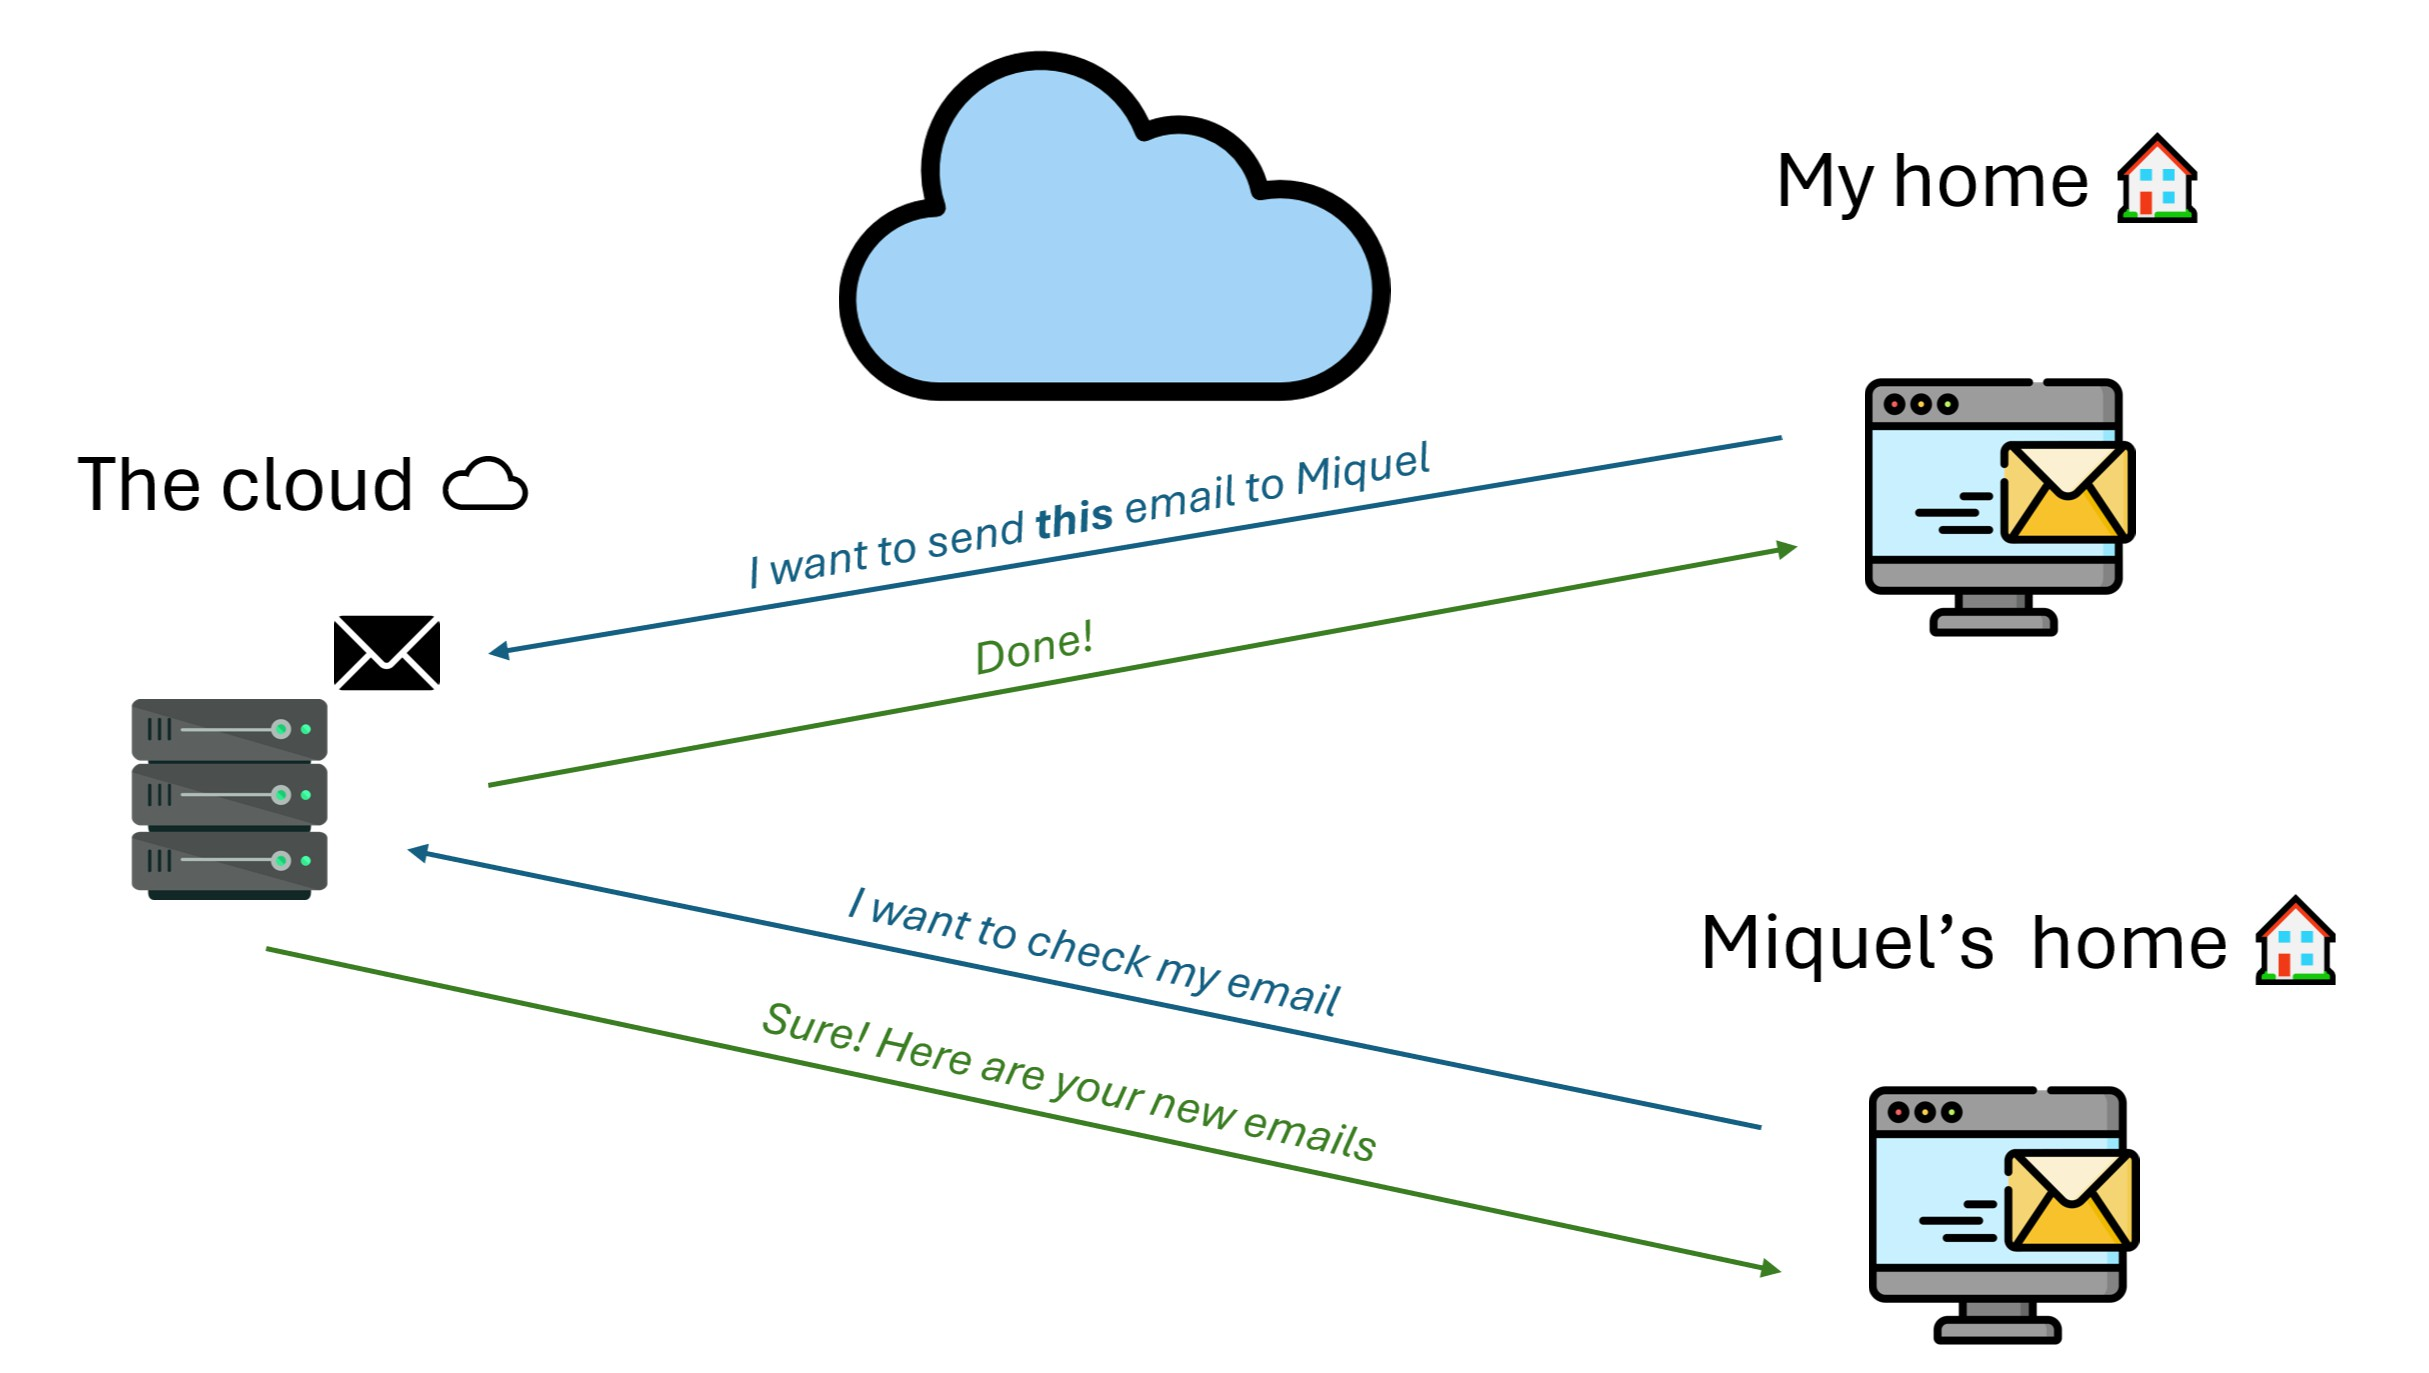 My home
The cloud
I want to send this email to Miquel
Done!
I want to check my email
Miquel’s home
Sure! Here are your new emails